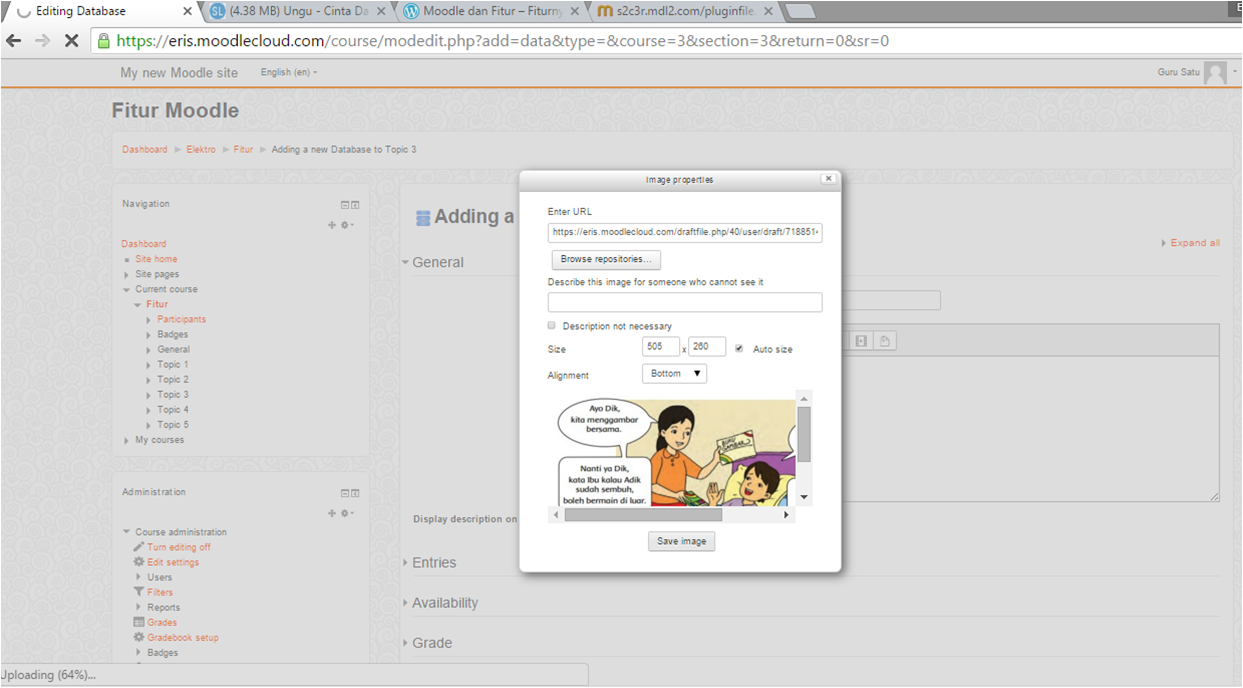 Editing Database
(4.38 MB) Ungu - Cinta Da
Moodle dan Fitur – Fiturny
s2c3r.mdl2.com/pluginfile.
https://eris.moodlecloud.com/course/modedit.php?add=data&type=&course=3&section=3&return=0&sr=0
My new Moodle site
English (en)
Guru Satu
Fitur Moodle
Dashboard
Elektro
Fitur
Adding a new Database to Topic 3
Navigation
Dashboard
Site home
Site pages
Current course
Fitur
Participants
Badges
General
Topic 1
Topic 2
Topic 3
Topic 4
Topic 5
My courses
Administration
Course administration
Turn editing off
Edit settings
Users
Filters
Reports
Grades
Gradebook setup
Badges
Uploading (64%)...
Adding a
Expand all
General
Display description on
Entries
Availability
Grade
Image properties
Enter URL
https://eris.moodlecloud.com/draftfile.php/40/user/draft/718851
Browse repositories...
Describe this image for someone who cannot see it
Description not necessary
Size
505 x 260
Auto size
Alignment
Bottom
Ayo Dik,
kita menggambar
bersama.
Nanti ya Dik,
kata Ibu kalau Adik
sudah sembuh,
boleh bermain di luar.
Save image